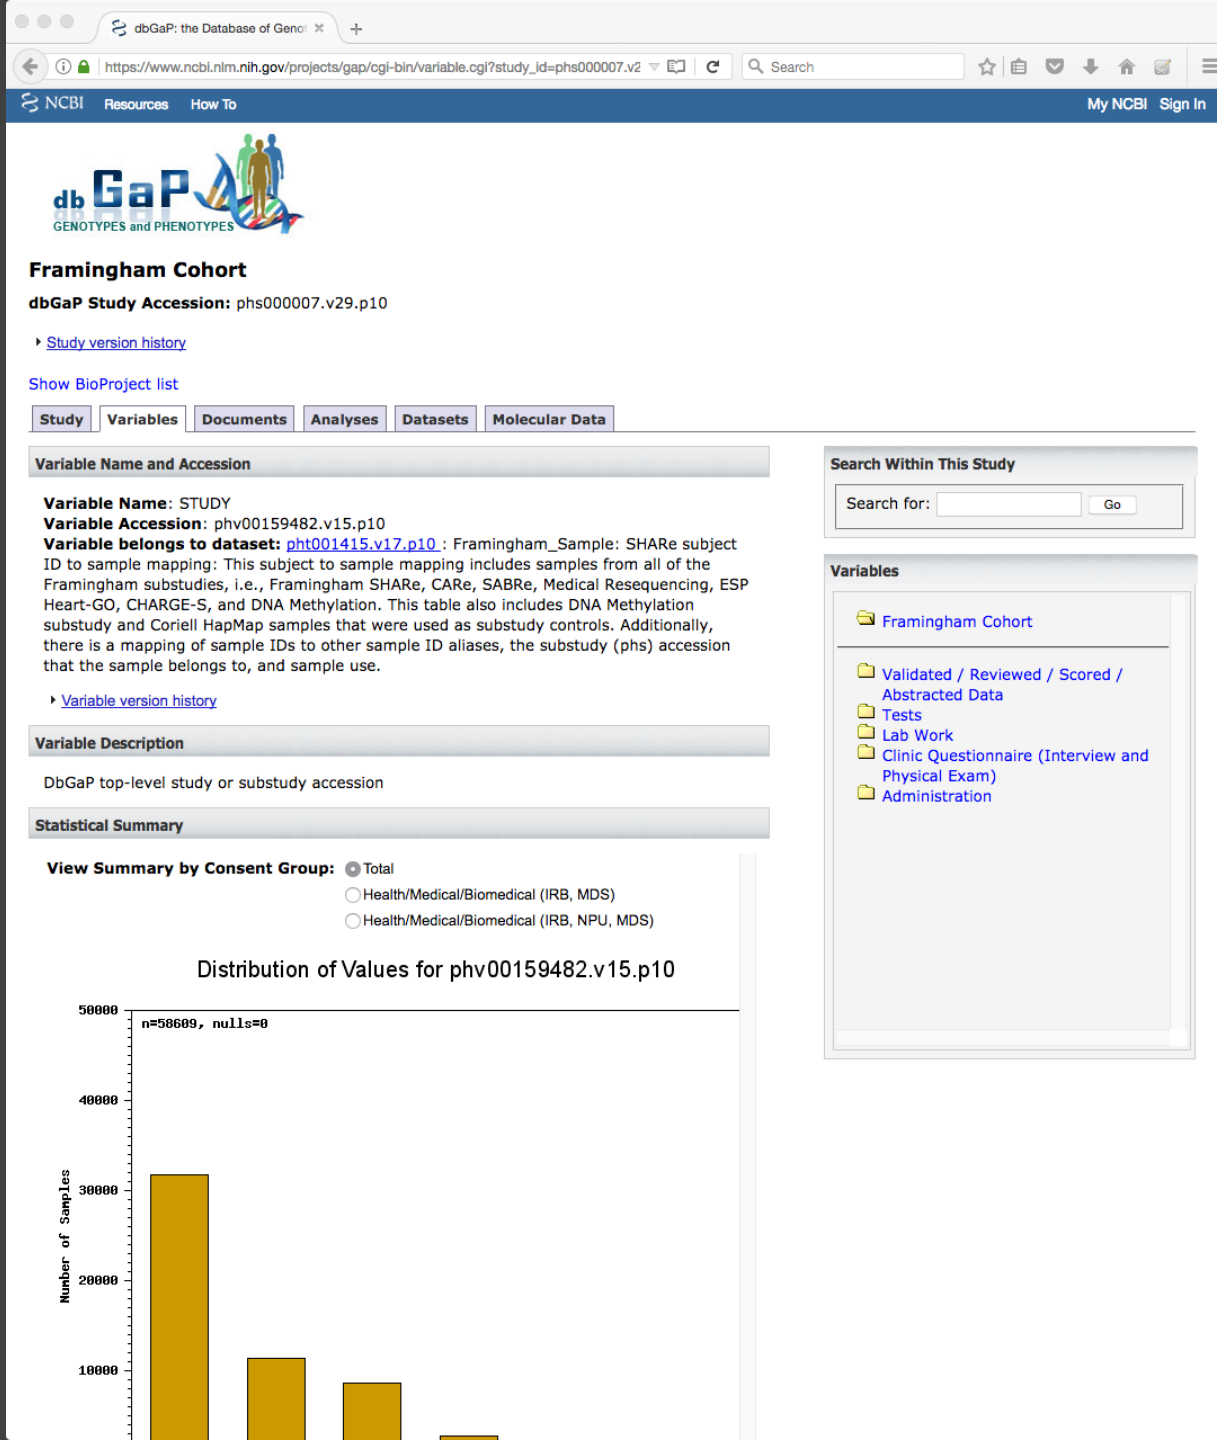 dbGaP: the Database of Genot
https://www.ncbi.nlm.nih.gov/projects/gap/cgi-bin/variable.cgi?study_id=phs000007.v2
Search
NCBI Resources How To My NCBI Sign In
db GaP
GENOTYPES and PHENOTYPES
Framingham Cohort
dbGaP Study Accession: phs000007.v29.p10
Study version history
Show BioProject list
Study Variables Documents Analyses Datasets Molecular Data
Variable Name and Accession
Variable Name: STUDY
Variable Accession: phv00159482.v15.p10
Variable belongs to dataset: pht001415.v17.p10 : Framingham_Sample: SHARe subject
ID to sample mapping: This subject to sample mapping includes samples from all of the
Framingham substudies, i.e., Framingham SHARe, CARe, SABRe, Medical Resequencing, ESP
Heart-GO, CHARGE-S, and DNA Methylation. This table also includes DNA Methylation
substudy and Coriell HapMap samples that were used as substudy controls. Additionally,
there is a mapping of sample IDs to other sample ID aliases, the substudy (phs) accession
that the sample belongs to, and sample use.
Variable version history
Variable Description
DbGaP top-level study or substudy accession
Statistical Summary
View Summary by Consent Group: Total
Health/Medical/Biomedical (IRB, MDS)
Health/Medical/Biomedical (IRB, NPU, MDS)
Distribution of Values for phv00159482.v15.p10
n=58609, nulls=0
50000
40000
30000
20000
10000
Number of Samples
Search Within This Study
Search for: Go
Variables
Framingham Cohort
Validated / Reviewed / Scored /
Abstracted Data
Tests
Lab Work
Clinic Questionnaire (Interview and
Physical Exam)
Administration